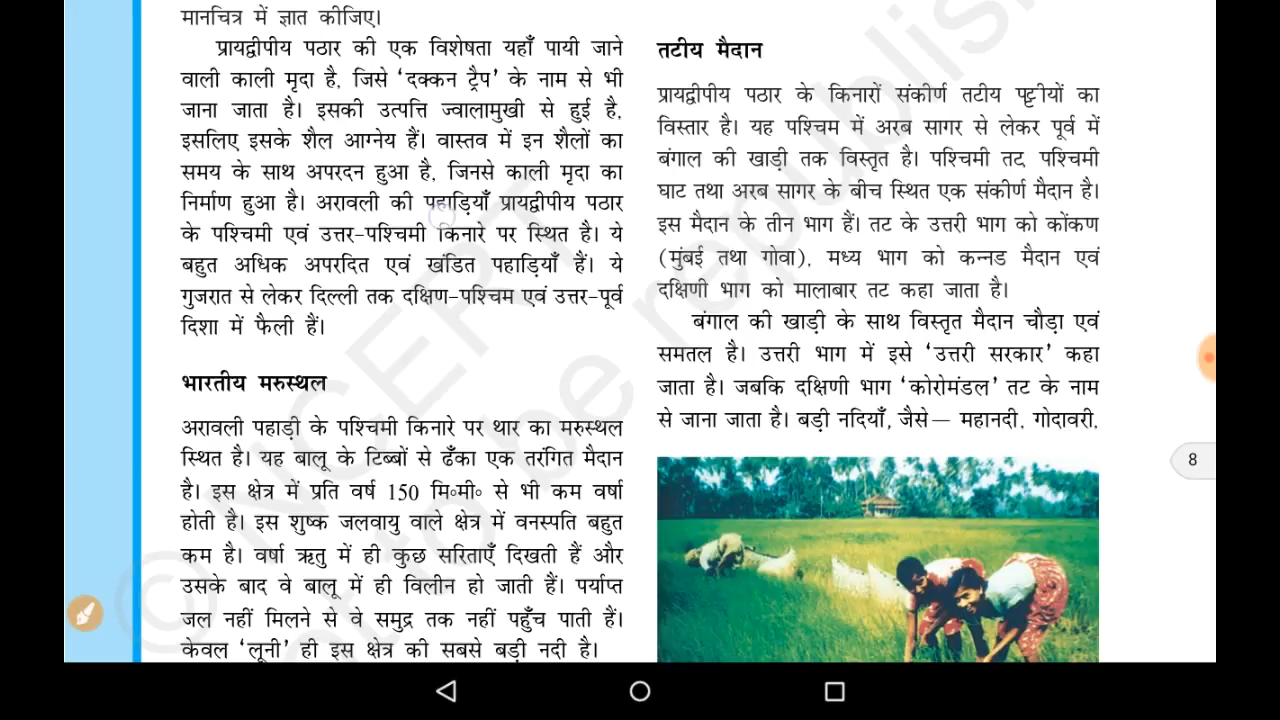 मानचित्र में ज्ञात कीजिए।
प्रायद्वीपीय पठार की एक विशेषता यहाँ पायी जाने
वाली काली मृदा है, जिसे ‘दक्कन ट्रैप’ के नाम से भी
जाना जाता है। इसकी उत्पत्ति ज्वालामुखी से हुई है,
इसलिए इसके शैल आग्नेय हैं। वास्तव में इन शैलों का
समय के साथ अपरदन हुआ है, जिनसे काली मृदा का
निर्माण हुआ है। अरावली की पहाड़ियाँ प्रायद्वीपीय पठार
के पश्चिमी एवं उत्तर-पश्चिमी किनारे पर स्थित है। ये
बहुत अधिक अपरदित एवं खंडित पहाड़ियाँ हैं। ये
गुजरात से लेकर दिल्ली तक दक्षिण-पश्चिम एवं उत्तर-पूर्व
दिशा में फैली हैं।
भारतीय मरुस्थल
अरावली पहाड़ी के पश्चिमी किनारे पर थार का मरुस्थल
स्थित है। यह बालू के टिब्बों से ढँका एक तरंगित मैदान
है। इस क्षेत्र में प्रति वर्ष 150 मि॰मी॰ से भी कम वर्षा
होती है। इस शुष्क जलवायु वाले क्षेत्र में वनस्पति बहुत
कम है। वर्षा ऋतु में ही कुछ सरिताएँ दिखती हैं और
उसके बाद वे बालू में ही विलीन हो जाती हैं। पर्याप्त
जल नहीं मिलने से वे समुद्र तक नहीं पहुँच पाती हैं।
केवल ‘लूनी’ ही इस क्षेत्र की सबसे बड़ी नदी है।
तटीय मैदान
प्रायद्वीपीय पठार के किनारों संकीर्ण तटीय पृट्टीयों का
विस्तार है। यह पश्चिम में अरब सागर से लेकर पूर्व में
बंगाल की खाड़ी तक विस्तृत है। पश्चिमी तट, पश्चिमी
घाट तथा अरब सागर के बीच स्थित एक संकीर्ण मैदान है।
इस मैदान के तीन भाग हैं। तट के उत्तरी भाग को कोंकण
(मुंबई तथा गोवा), मध्य भाग को कन्नड मैदान एवं
दक्षिणी भाग को मालाबार तट कहा जाता है।
बंगाल की खाड़ी के साथ विस्तृत मैदान चौड़ा एवं
समतल है। उत्तरी भाग में इसे ‘उत्तरी सरकार’ कहा
जाता है। जबकि दक्षिणी भाग ‘कोरोमंडल’ तट के नाम
से जाना जाता है। बड़ी नदियाँ, जैसे— महानदी, गोदावरी,
8
© NCERT
not to be republis